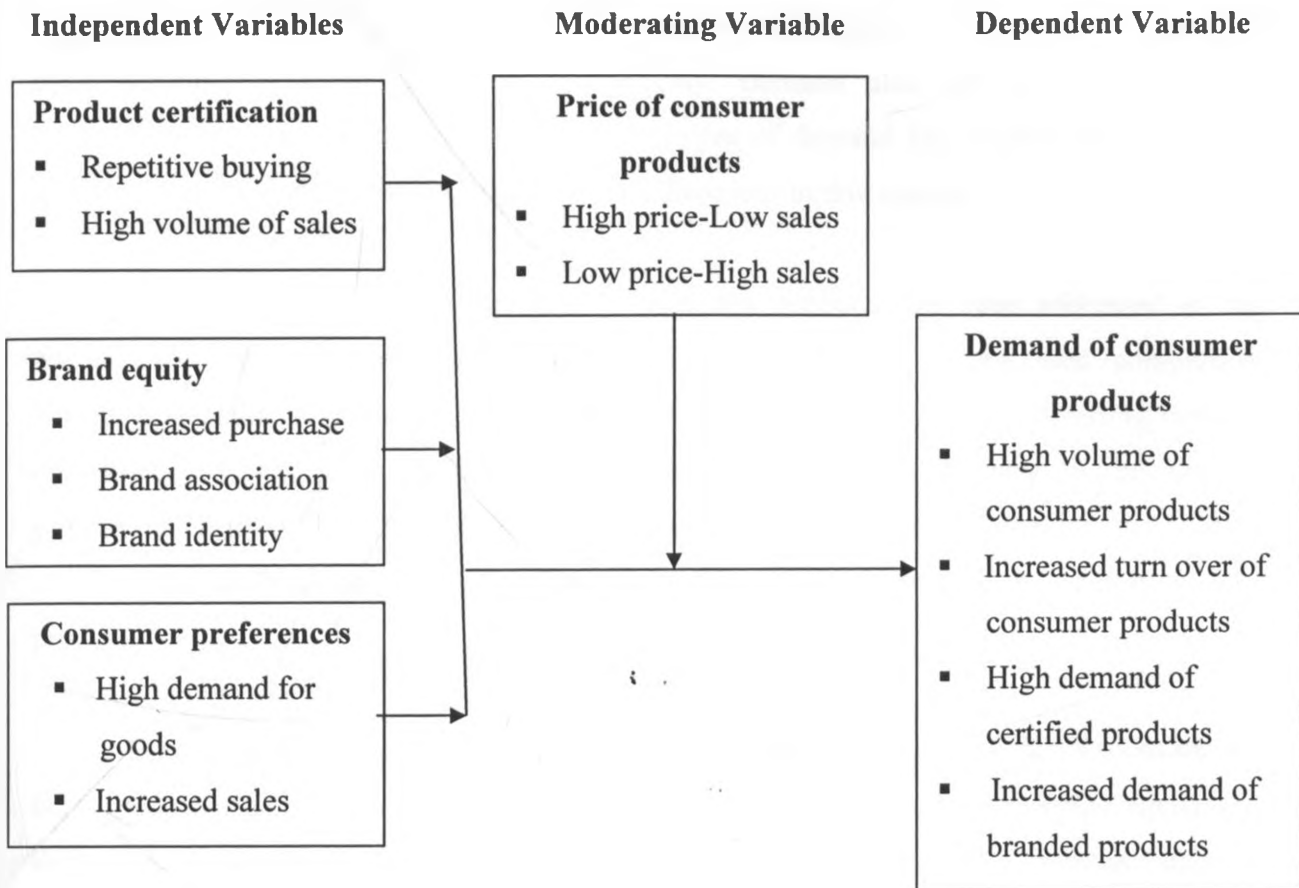 Independent Variables
Moderating Variable
Dependent Variable
Product certification
▪ Repetitive buying
▪ High volume of sales
Brand equity
▪ Increased purchase
▪ Brand association
▪ Brand identity
Consumer preferences
▪ High demand for
goods
▪ Increased sales
Price of consumer
products
▪ High price-Low sales
▪ Low price-High sales
Demand of consumer
products
▪ High volume of
consumer products
▪ Increased turn over of
consumer products
▪ High demand of
certified products
▪ Increased demand of
branded products